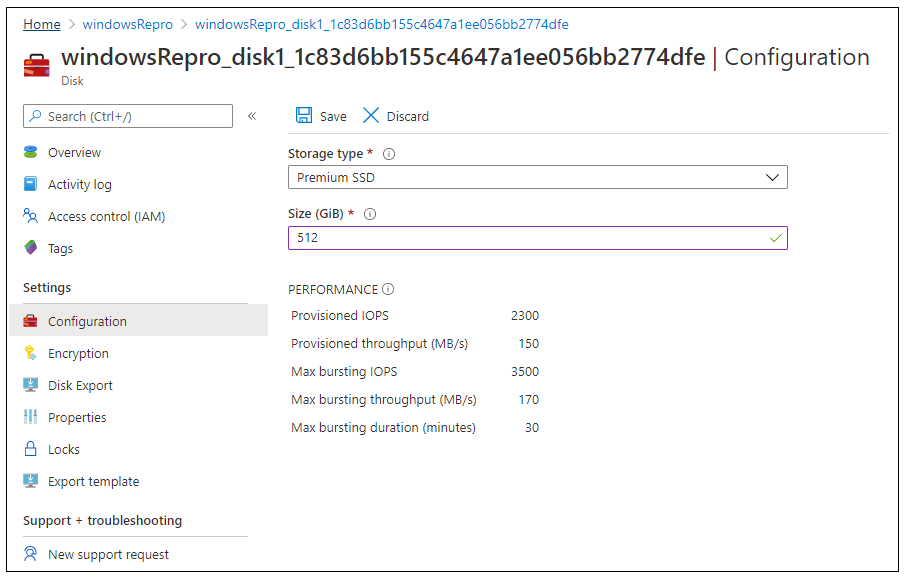 Home > windowsRepro > windowsRepro_disk1_1c83d6bb155c4647a1ee056bb2774dfe
windowsRepro_disk1_1c83d6bb155c4647a1ee056bb2774dfe | Configuration
Disk
Search (Ctrl+/)
«
Save
Discard
Overview
Activity log
Access control (IAM)
Tags
Settings
Configuration
Encryption
Disk Export
Properties
Locks
Export template
Support + troubleshooting
New support request
Storage type *
Premium SSD
Size (GiB) *
512
PERFORMANCE
Provisioned IOPS 2300
Provisioned throughput (MB/s) 150
Max bursting IOPS 3500
Max bursting throughput (MB/s) 170
Max bursting duration (minutes) 30